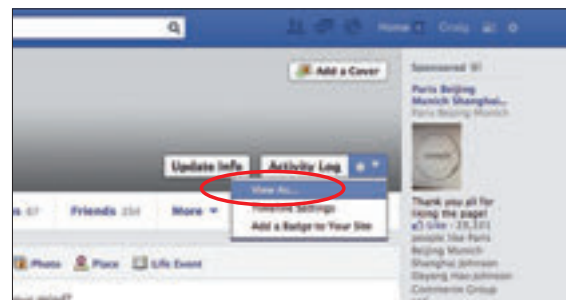 Home Craig
Add a Cover
Sponsored
Paris Beijing
Munich Shanghai...
Paris Beijing Munich
Update Info Activity Log
View As...
Timeline Settings
Add a Badge to Your Site
Friends More
Photo Place Life Event
Thank you all for
liking the page!
Like
people like Paris
Beijing Munich
Shanghai Johnson
Commerce Group